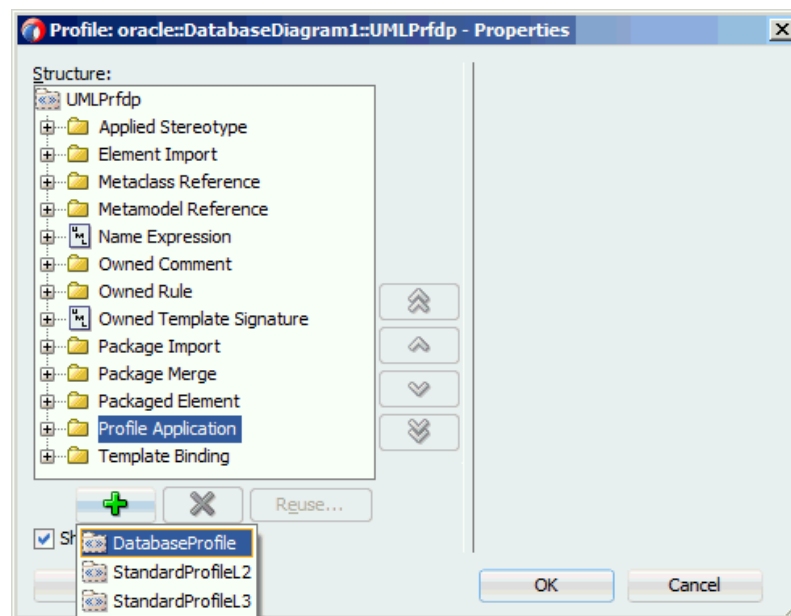 Profile: oracle::DatabaseDiagram1::UMLPrfdp - Properties
Structure:
UMLPrfdp
Applied Stereotype
Element Import
Metaclass Reference
Metamodel Reference
Name Expression
Owned Comment
Owned Rule
Owned Template Signature
Package Import
Package Merge
Packaged Element
Profile Application
Template Binding
Reuse...
Sh
DatabaseProfile
StandardProfileL2
StandardProfileL3
OK Cancel